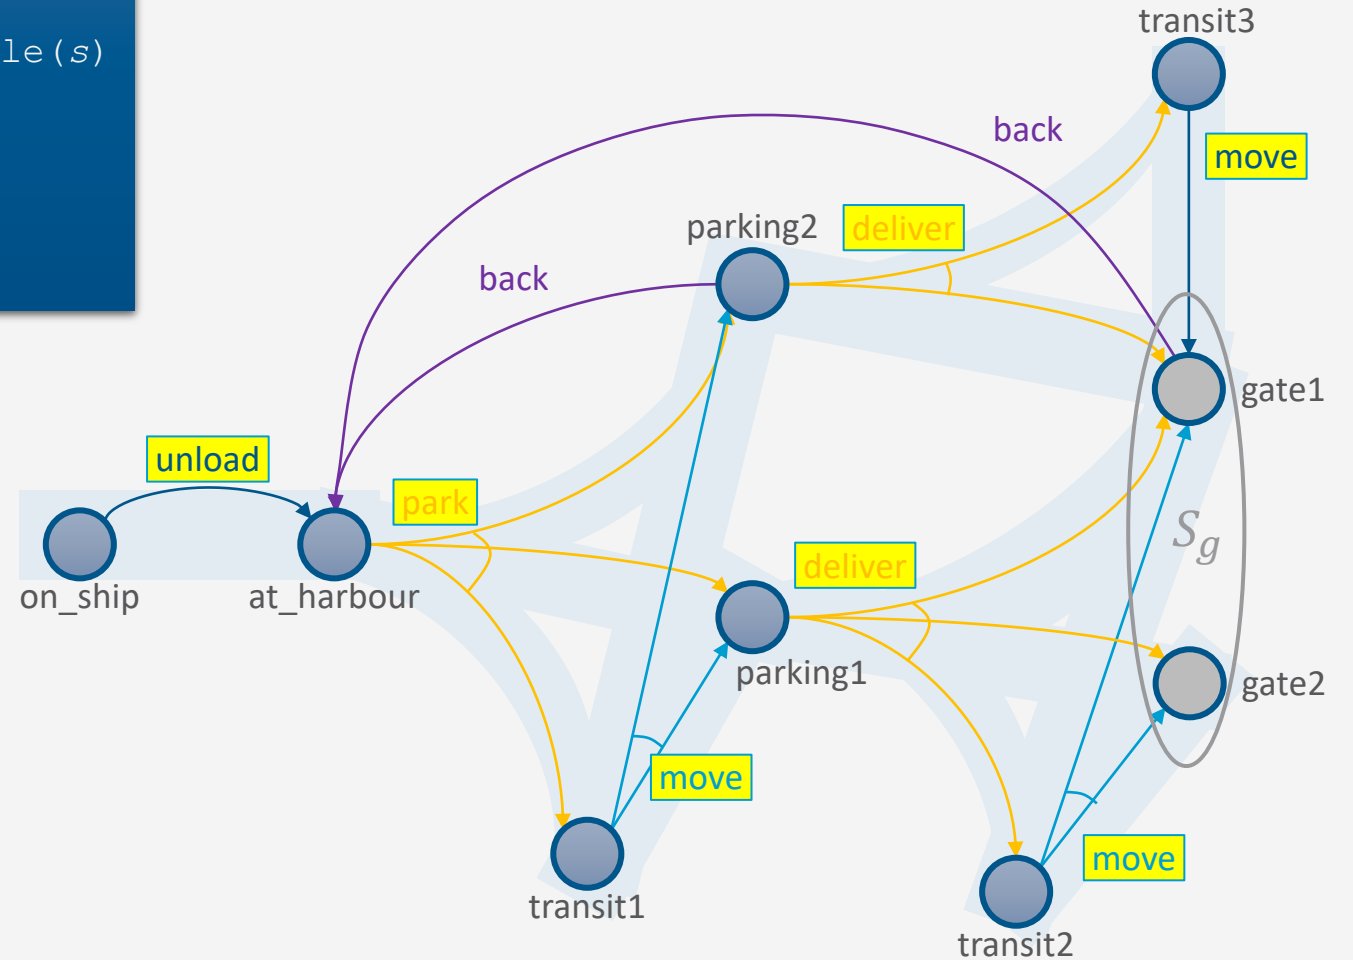 le(s)
transit3
back
move
parking2
deliver
back
gate1
unload
park
S_g
deliver
on_ship
at_harbour
parking1
gate2
move
move
transit1
transit2